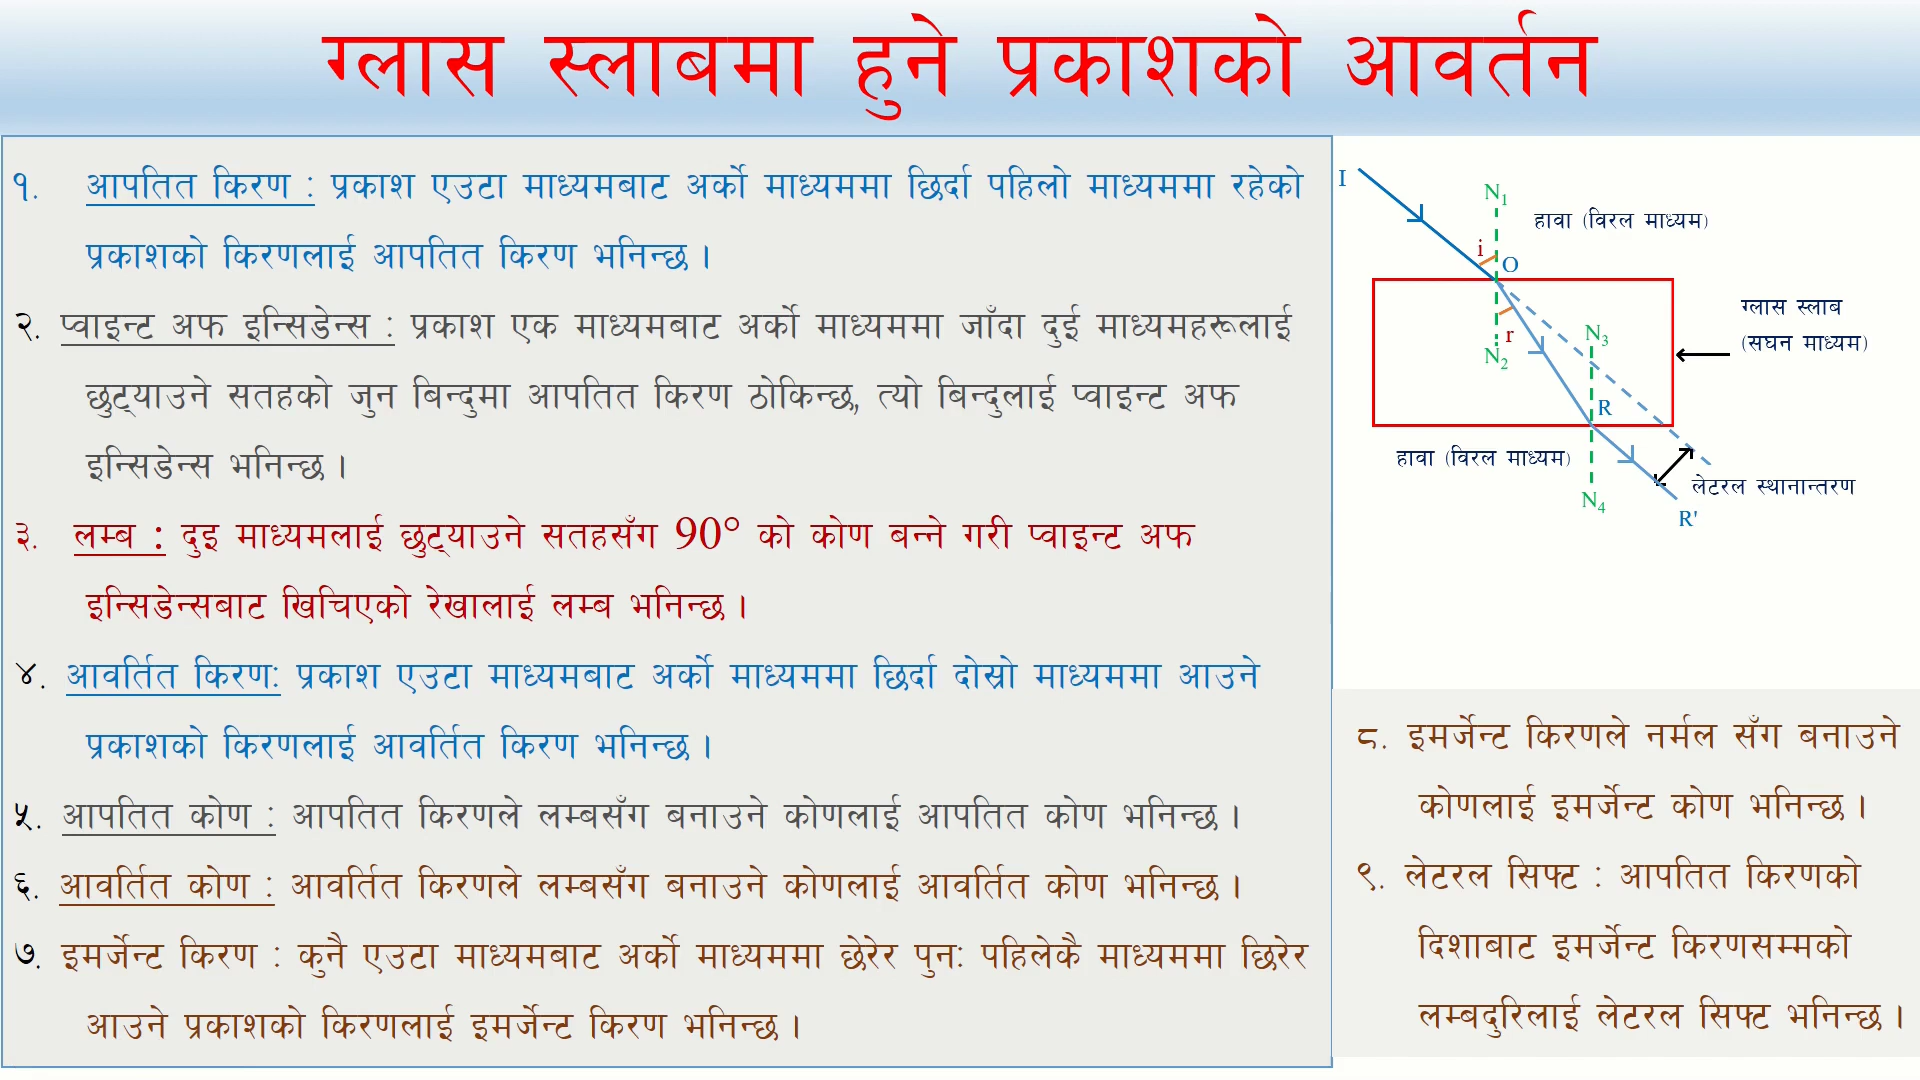 ग्लास स्लाबमा हुने प्रकाशको आवर्तन
१. आपतित किरण : प्रकाश एउटा माध्यमबाट अर्को माध्यममा छिर्दा पहिलो माध्यममा रहेको
प्रकाशको किरणलाई आपतित किरण भनिन्छ ।
२. प्वाइन्ट अफ इन्सिडेन्स : प्रकाश एक माध्यमबाट अर्को माध्यममा जाँदा दुई माध्यमहरूलाई
छुट्याउने सतहको जुन बिन्दुमा आपतित किरण ठोकिन्छ, त्यो बिन्दुलाई प्वाइन्ट अफ
इन्सिडेन्स भनिन्छ ।
३. लम्ब : दुइ माध्यमलाई छुट्याउने सतहसँग 90° को कोण बन्ने गरी प्वाइन्ट अफ
इन्सिडेन्सबाट खिचिएको रेखालाई लम्ब भनिन्छ ।
४. आवर्तित किरणः प्रकाश एउटा माध्यमबाट अर्को माध्यममा छिर्दा दोस्रो माध्यममा आउने
प्रकाशको किरणलाई आवर्तित किरण भनिन्छ ।
५. आपतित कोण : आपतित किरणले लम्बसँग बनाउने कोणलाई आपतित कोण भनिन्छ ।
६. आवर्तित कोण : आवर्तित किरणले लम्बसँग बनाउने कोणलाई आवर्तित कोण भनिन्छ ।
७. इमर्जेन्ट किरण : कुनै एउटा माध्यमबाट अर्को माध्यममा छेरेर पुनः पहिलेकै माध्यममा छिरेर
आउने प्रकाशको किरणलाई इमर्जेन्ट किरण भनिन्छ ।
I
N1
हावा (विरल माध्यम)
i
O
ग्लास स्लाब
(सघन माध्यम)
r
N3
N2
R
हावा (विरल माध्यम)
लेटरल स्थानान्तरण
N4
R'
८. इमर्जेन्ट किरणले नर्मल सँग बनाउने
कोणलाई इमर्जेन्ट कोण भनिन्छ ।
९. लेटरल सिफ्ट : आपतित किरणको
दिशाबाट इमर्जेन्ट किरणसम्मको
लम्बदुरिलाई लेटरल सिफ्ट भनिन्छ ।